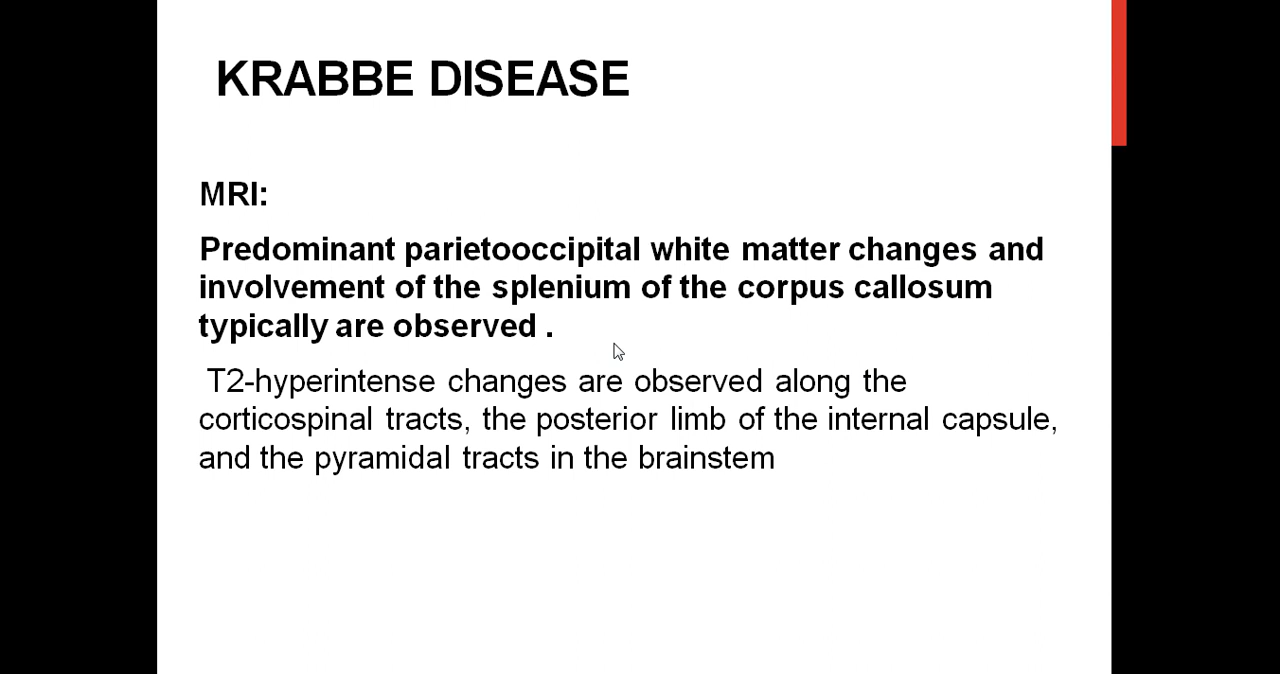 KRABBE DISEASE
MRI:
Predominant parietooccipital white matter changes and
involvement of the splenium of the corpus callosum
typically are observed .
T2-hyperintense changes are observed along the
corticospinal tracts, the posterior limb of the internal capsule,
and the pyramidal tracts in the brainstem